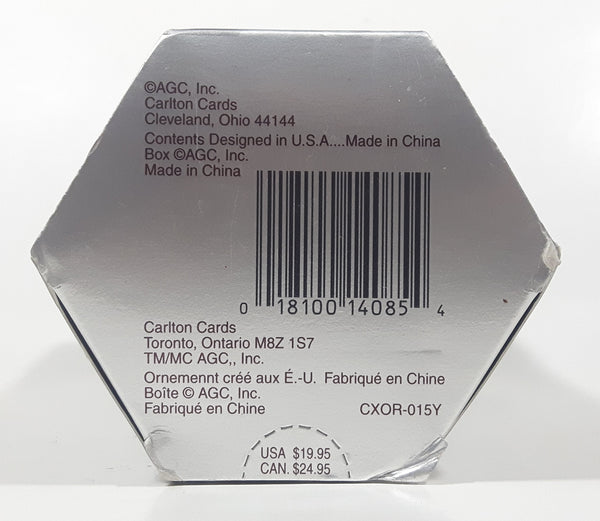 ©AGC, Inc.
Carlton Cards
Cleveland, Ohio 44144
Contents Designed in U.S.A....Made in China
Box ©AGC, Inc.
Made in China
0 18100 14085 4
Carlton Cards
Toronto, Ontario M8Z 1S7
TM/MC AGC,, Inc.
Ornemennt créé aux É.-U. Fabriqué en Chine
Boîte © AGC, Inc.
Fabriqué en Chine CXOR-015Y
USA $19.95
CAN. $24.95